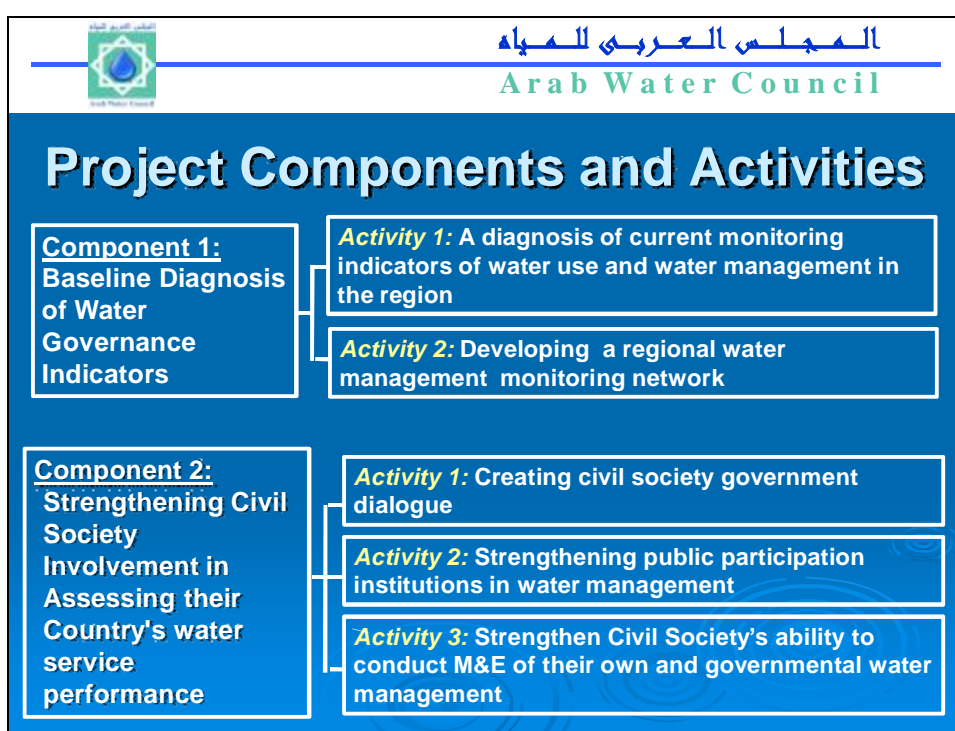 المجلس العربى للمياه
Arab Water Council
Arab Water Council
Project Components and Activities
Component 1:
Baseline Diagnosis
of Water
Governance
Indicators
Activity 1: A diagnosis of current monitoring
indicators of water use and water management in
the region
Activity 2: Developing a regional water
management monitoring network
Component 2:
Strengthening Civil
Society
Involvement in
Assessing their
Country's water
service
performance
Activity 1: Creating civil society government
dialogue
Activity 2: Strengthening public participation
institutions in water management
Activity 3: Strengthen Civil Society’s ability to
conduct M&E of their own and governmental water
management